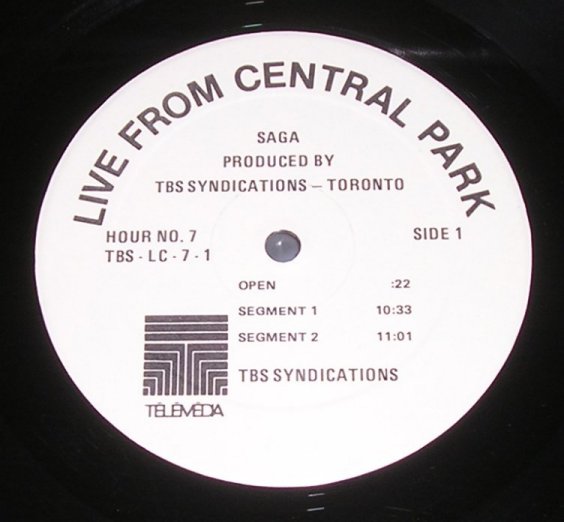 LIVE FROM CENTRAL PARK
SAGA
PRODUCED BY
TBS SYNDICATIONS – TORONTO
HOUR NO. 7
SIDE 1
TBS - LC - 7 - 1
OPEN :22
SEGMENT 1 10:33
SEGMENT 2 11:01
TBS SYNDICATIONS
TÉLÉMÉDIA